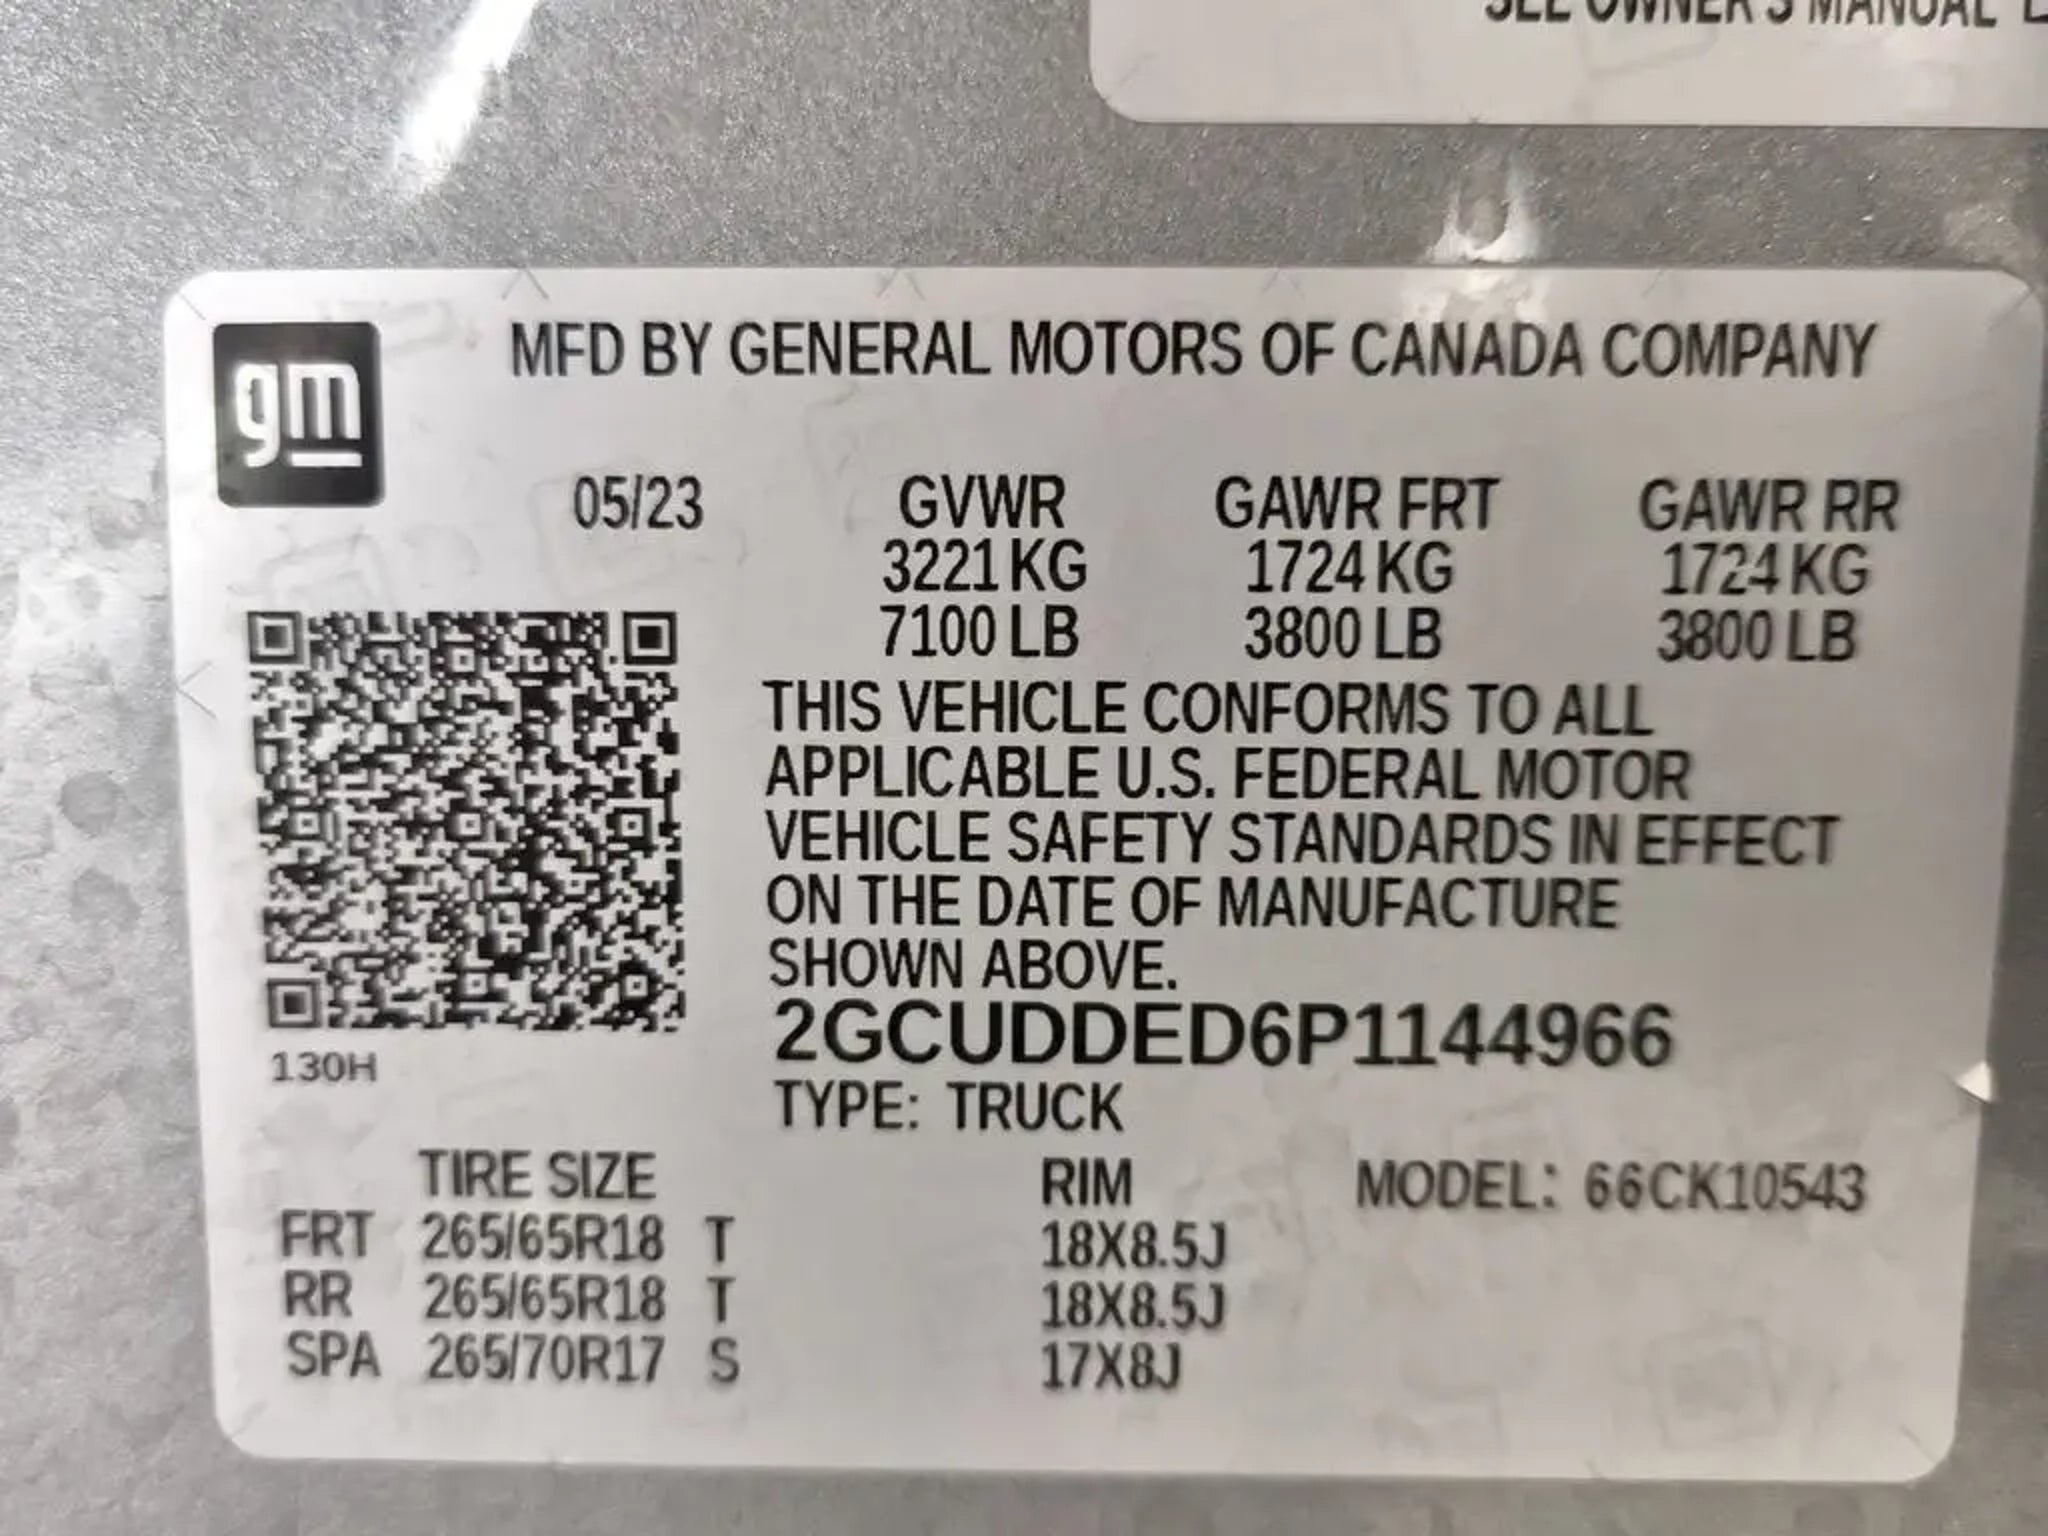 SEE OWNER'S MANUAL
gm
MFD BY GENERAL MOTORS OF CANADA COMPANY
05/23 GVWR GAWR FRT GAWR RR
3221 KG 1724 KG 1724 KG
7100 LB 3800 LB 3800 LB
THIS VEHICLE CONFORMS TO ALL
APPLICABLE U.S. FEDERAL MOTOR
VEHICLE SAFETY STANDARDS IN EFFECT
ON THE DATE OF MANUFACTURE
SHOWN ABOVE.
2GCUDDED6P1144966
130H
TYPE: TRUCK
TIRE SIZE RIM MODEL: 66CK10543
FRT 265/65R18 T 18X8.5J
RR 265/65R18 T 18X8.5J
SPA 265/70R17 S 17X8J